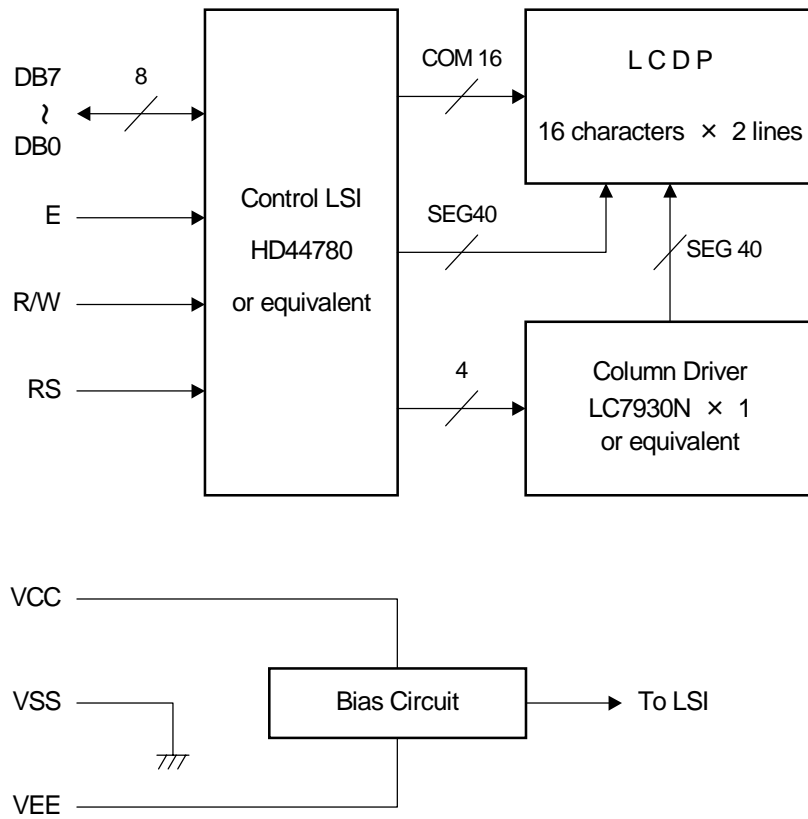 DB7
~
DB0
8
E
R/W
RS
Control LSI
HD44780
or equivalent
COM 16
SEG40
4
L C D P
16 characters × 2 lines
SEG 40
Column Driver
LC7930N × 1
or equivalent
VCC
VSS
VEE
Bias Circuit
To LSI